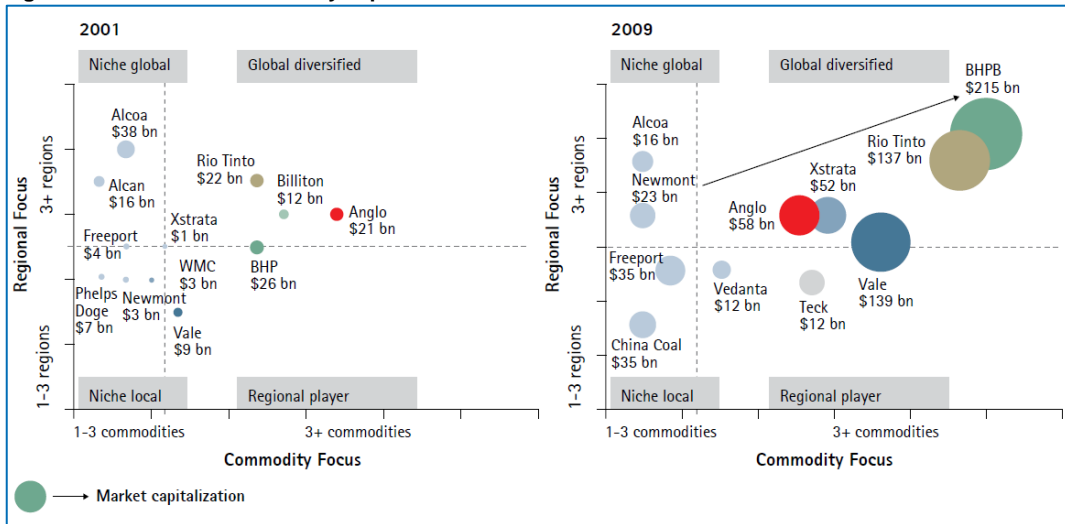 2001
Niche global
Global diversified
Alcoa
$38 bn
Alcan
$16 bn
Rio Tinto
$22 bn
Billiton
$12 bn
Anglo
$21 bn
Xstrata
$1 bn
Freeport
$4 bn
WMC
$3 bn
BHP
$26 bn
Phelps
Doge
$7 bn
Newmont
$3 bn
Vale
$9 bn
Niche local
Regional player
3+ regions
Regional Focus
1-3 regions
1-3 commodities
3+ commodities
Commodity Focus
2009
Niche global
Global diversified
BHPB
$215 bn
Alcoa
$16 bn
Rio Tinto
$137 bn
Newmont
$23 bn
Xstrata
$52 bn
Anglo
$58 bn
Freeport
$35 bn
Vedanta
$12 bn
Teck
$12 bn
Vale
$139 bn
China Coal
$35 bn
Niche local
Regional player
3+ regions
Regional Focus
1-3 regions
1-3 commodities
3+ commodities
Commodity Focus
Market capitalization